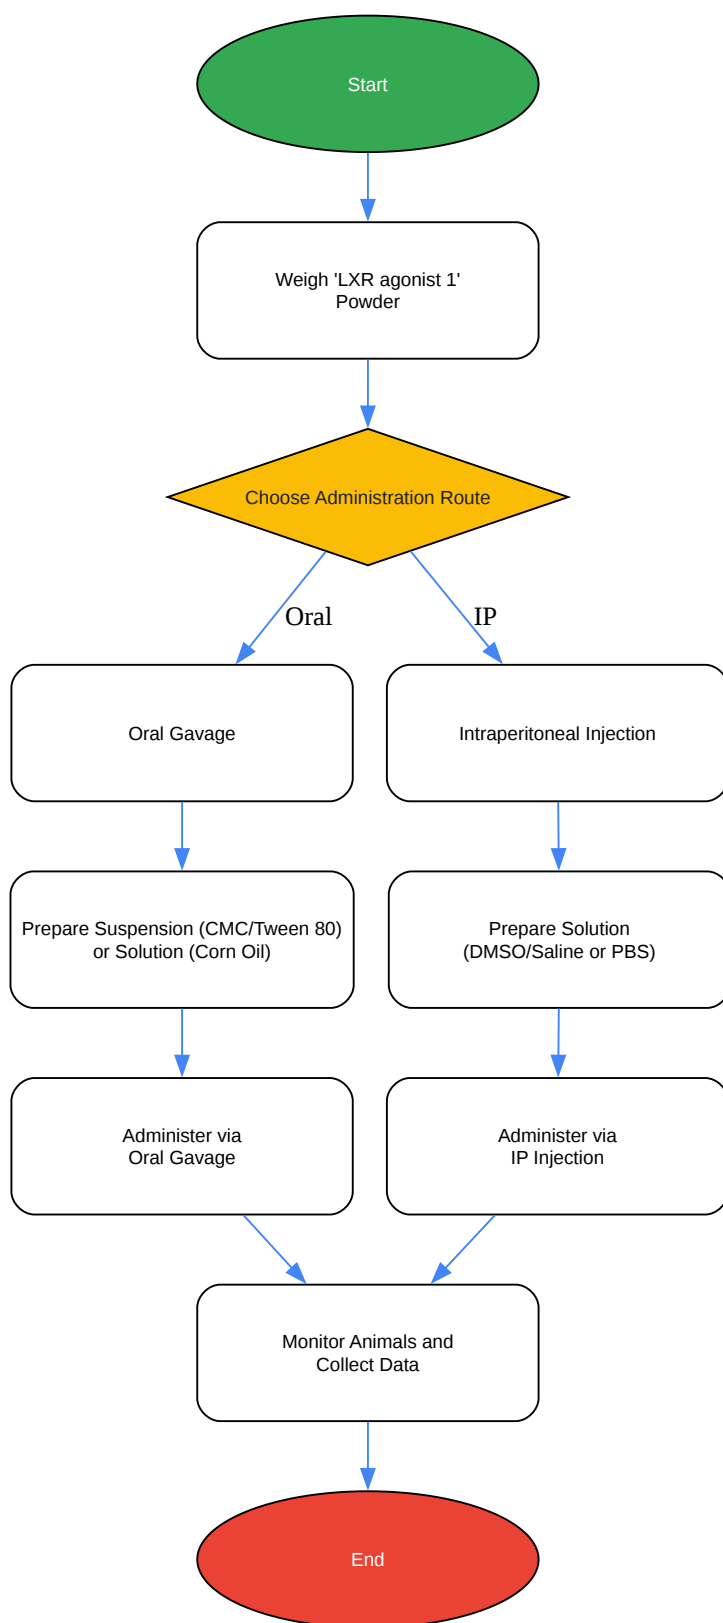 Start
Weigh 'LXR agonist 1'
Powder
Choose Administration Route
Oral
IP
Oral Gavage
Intraperitoneal Injection
Prepare Suspension (CMC/Tween 80)
or Solution (Corn Oil)
Prepare Solution
(DMSO/Saline or PBS)
Administer via
Oral Gavage
Administer via
IP Injection
Monitor Animals and
Collect Data
End